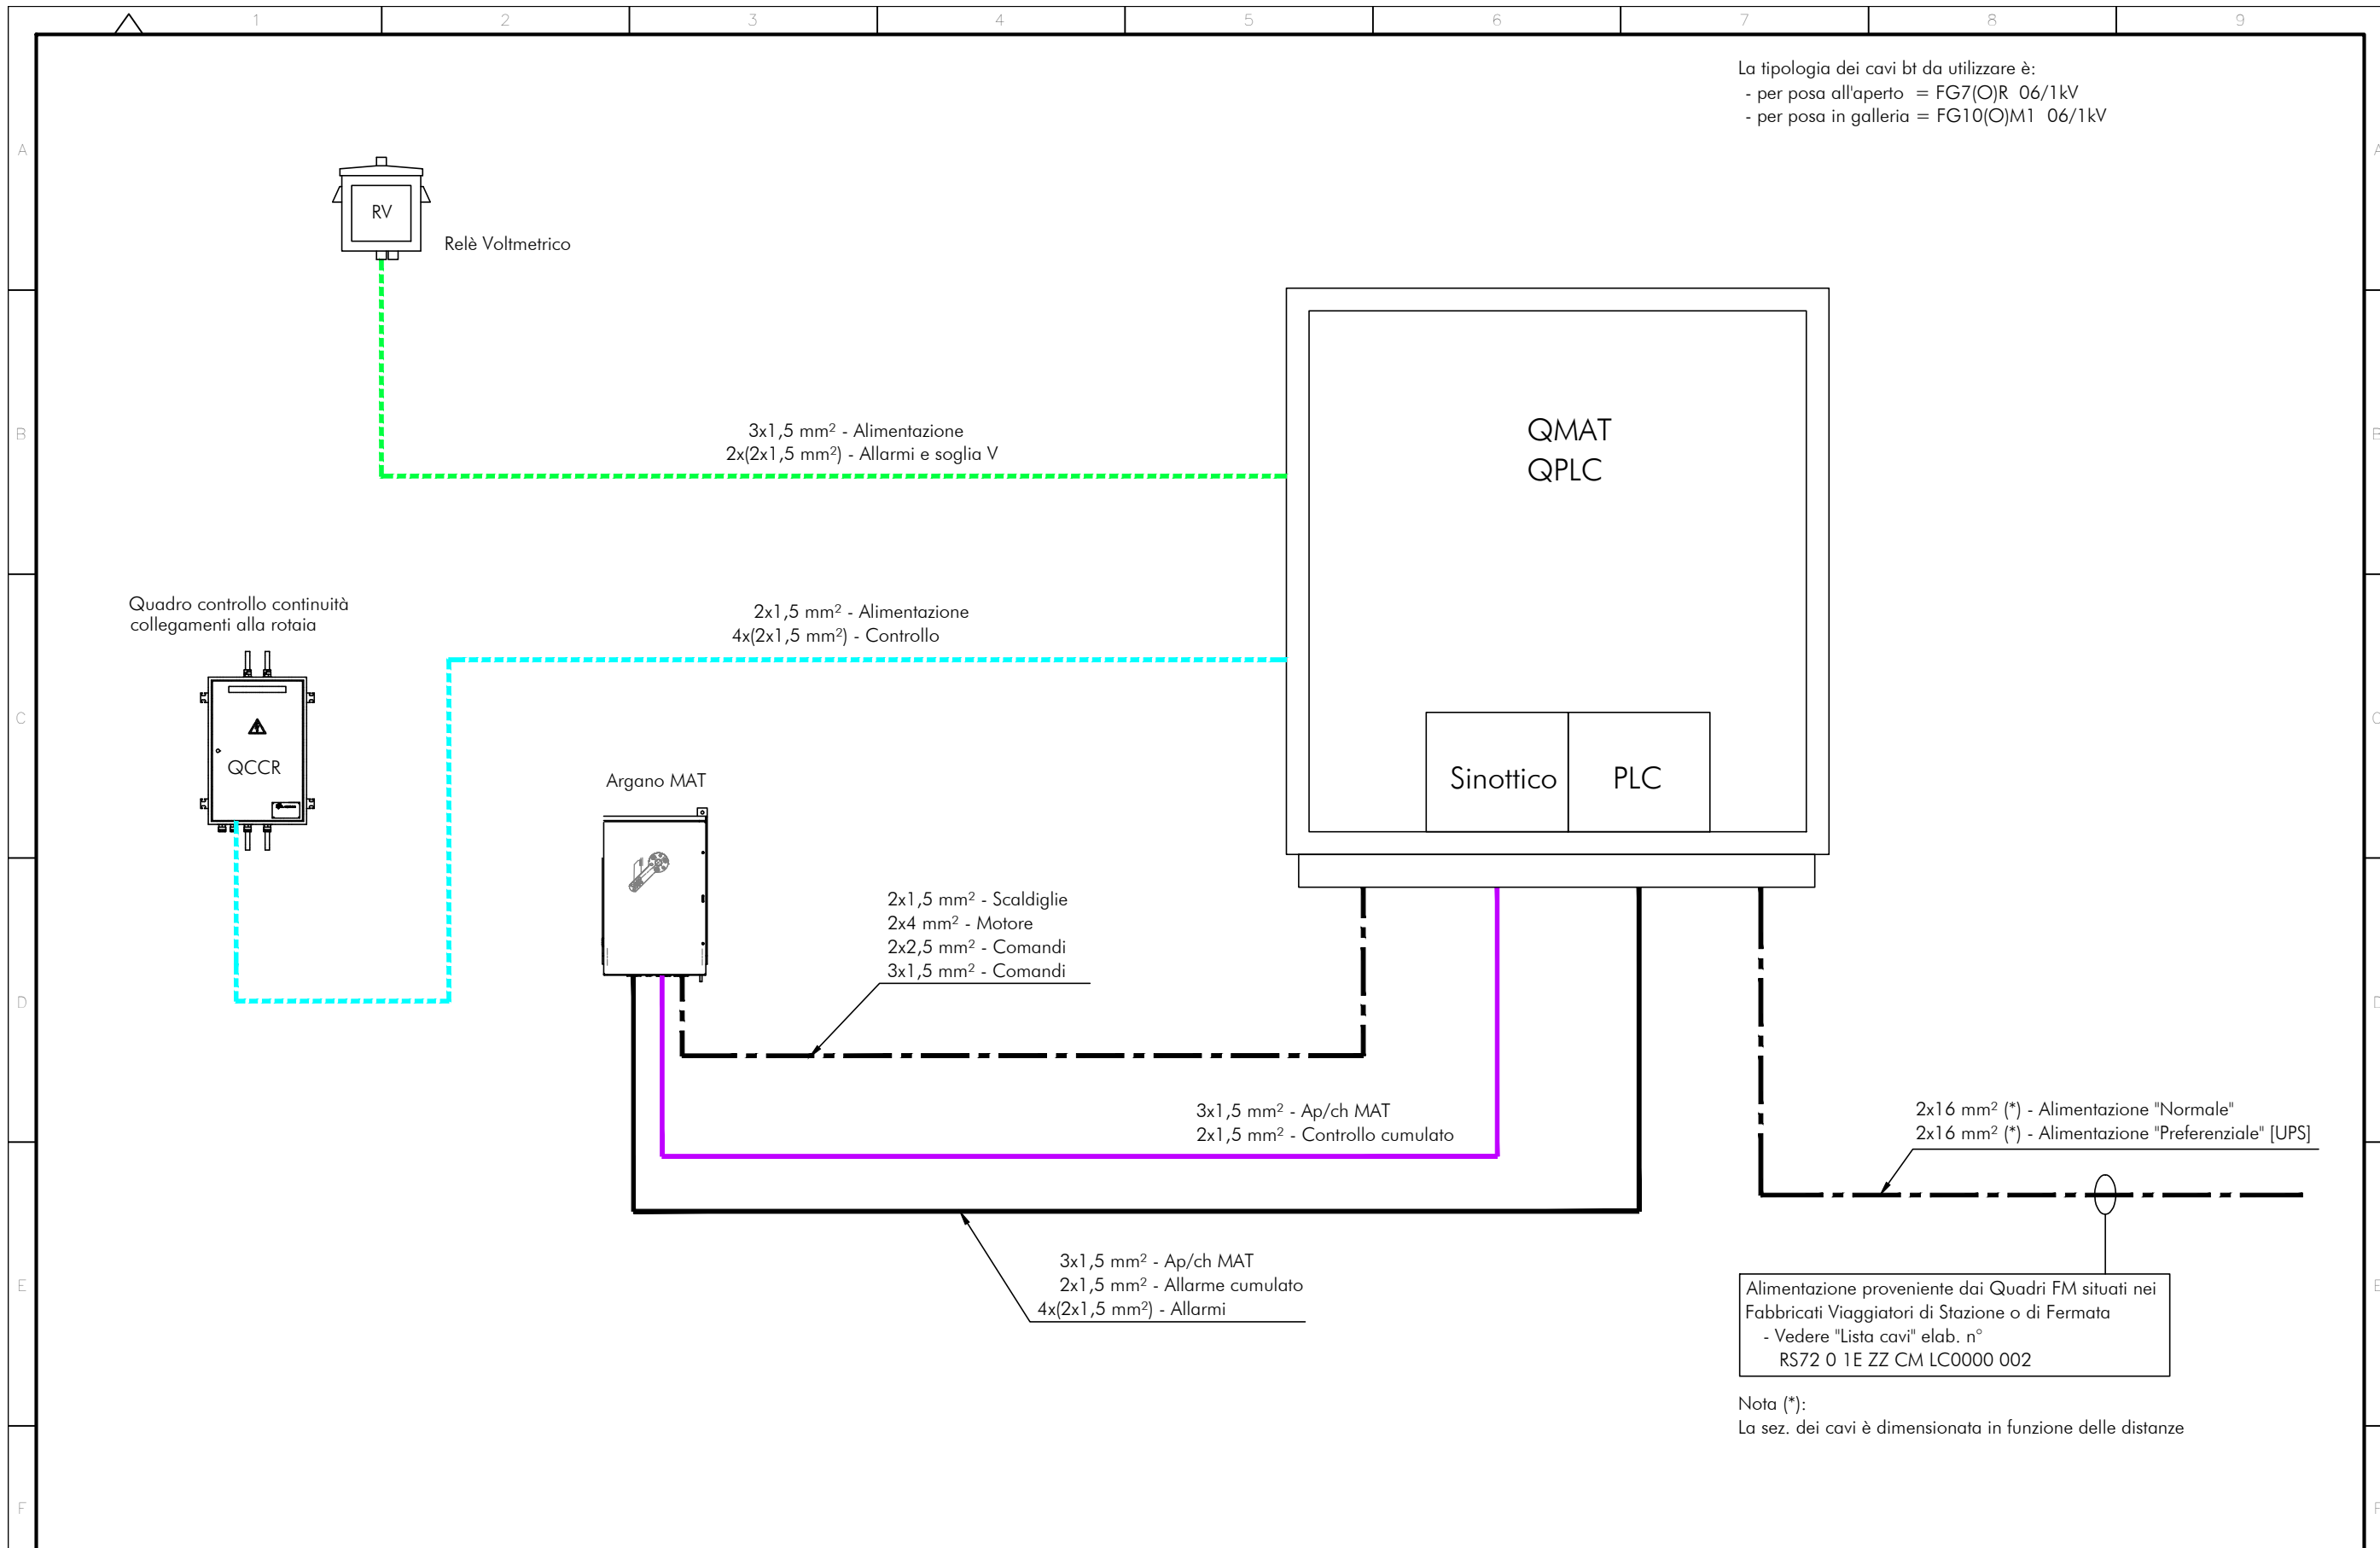 1 2 3 4 5 6 7 8 9
La tipologia dei cavi bt da utilizzare è:
- per posa all'aperto = FG7(O)R 06/1kV
- per posa in galleria = FG10(O)M1 06/1kV
A A
RV
Relè Voltmetrico
3x1,5 mm² - Alimentazione
2x(2x1,5 mm²) - Allarmi e soglia V
QMAT
QPLC
B B
Quadro controllo continuità
collegamenti alla rotaia
2x1,5 mm² - Alimentazione
4x(2x1,5 mm²) - Controllo
C C
QCCR
Argano MAT
Sinottico
PLC
2x1,5 mm² - Scaldiglie
2x4 mm² - Motore
2x2,5 mm² - Comandi
3x1,5 mm² - Comandi
D D
3x1,5 mm² - Ap/ch MAT
2x1,5 mm² - Controllo cumulato
2x16 mm² (*) - Alimentazione "Normale"
2x16 mm² (*) - Alimentazione "Preferenziale" [UPS]
3x1,5 mm² - Ap/ch MAT
2x1,5 mm² - Allarme cumulato
4x(2x1,5 mm²) - Allarmi
E E
Alimentazione proveniente dai Quadri FM situati nei
Fabbricati Viaggiatori di Stazione o di Fermata
- Vedere "Lista cavi" elab. n°
RS72 0 1E ZZ CM LC0000 002
Nota (*):
La sez. dei cavi è dimensionata in funzione delle distanze
F F